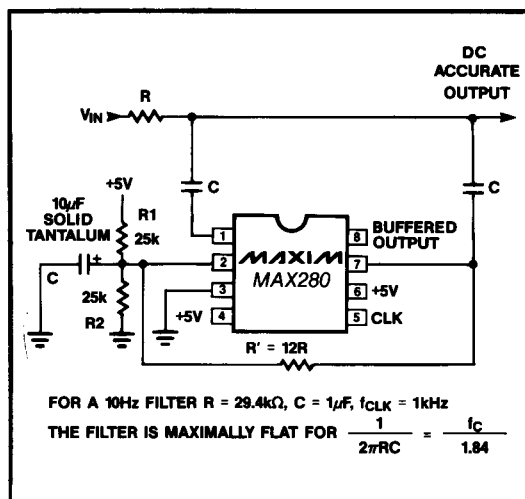 DC
ACCURATE
OUTPUT
R
VIN
C
C
+5V
10µF
SOLID
TANTALUM
R1
25k
C
+
25k
R2
1
2
3
4
MAXIM
MAX280
8
7
6
5
BUFFERED
OUTPUT
+5V
CLK
+5V
R' = 12R
FOR A 10Hz FILTER R = 29.4kΩ, C = 1µF, fCLK = 1kHz
THE FILTER IS MAXIMALLY FLAT FOR 1/2πRC = fC/1.84